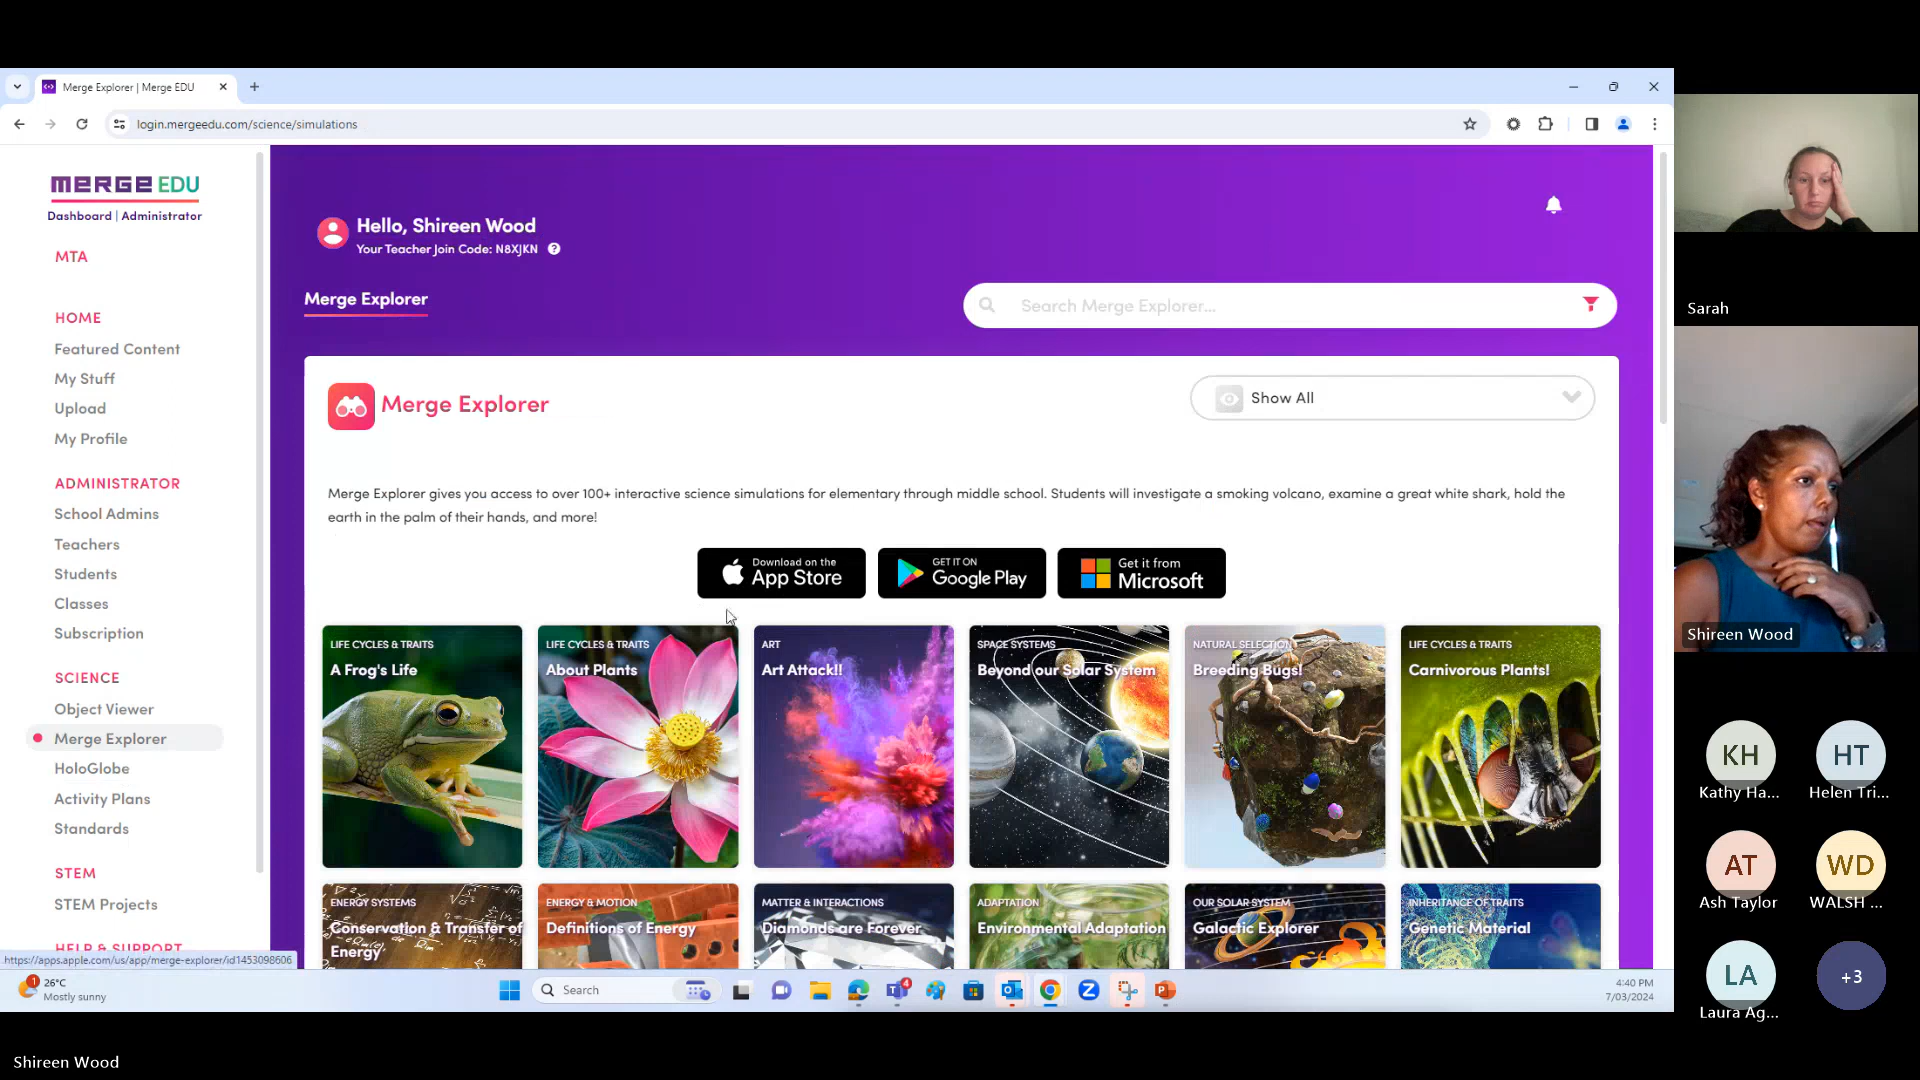 Merge Explorer | Merge EDU
login.mergeedu.com/science/simulations
MERGE EDU
Dashboard | Administrator
MTA
HOME
Featured Content
My Stuff
Upload
My Profile
ADMINISTRATOR
School Admins
Teachers
Students
Classes
Subscription
SCIENCE
Object Viewer
Merge Explorer
HoloGlobe
Activity Plans
Standards
STEM
STEM Projects
HELP & SUPPORT
https://apps.apple.com/us/app/merge-explorer/id1453098606
Hello, Shireen Wood
Your Teacher Join Code: N8XJKN
Merge Explorer
Search Merge Explorer...
Merge Explorer
Show All
Merge Explorer gives you access to over 100+ interactive science simulations for elementary through middle school. Students will investigate a smoking volcano, examine a great white shark, hold the
earth in the palm of their hands, and more!
Download on the
App Store
GET IT ON
Google Play
Get it from
Microsoft
LIFE CYCLES & TRAITS
A Frog's Life
LIFE CYCLES & TRAITS
About Plants
ART
Art Attack!!
SPACE SYSTEMS
Beyond our Solar System
NATURAL SELECTION
Breeding Bugs!
LIFE CYCLES & TRAITS
Carnivorous Plants!
ENERGY SYSTEMS
Conservation & Transfer of
Energy
ENERGY & MOTION
Definitions of Energy
MATTER & INTERACTIONS
Diamonds are Forever
ADAPTATION
Environmental Adaptation
OUR SOLAR SYSTEM
Galactic Explorer
INHERITANCE OF TRAITS
Genetic Material
1
26°C
Mostly sunny
Search
4
4:40 PM
7/03/2024
Sarah
Shireen Wood
KH
Kathy Ha...
HT
Helen Tri...
AT
Ash Taylor
WD
WALSH ...
LA
Laura Ag...
+3
Shireen Wood